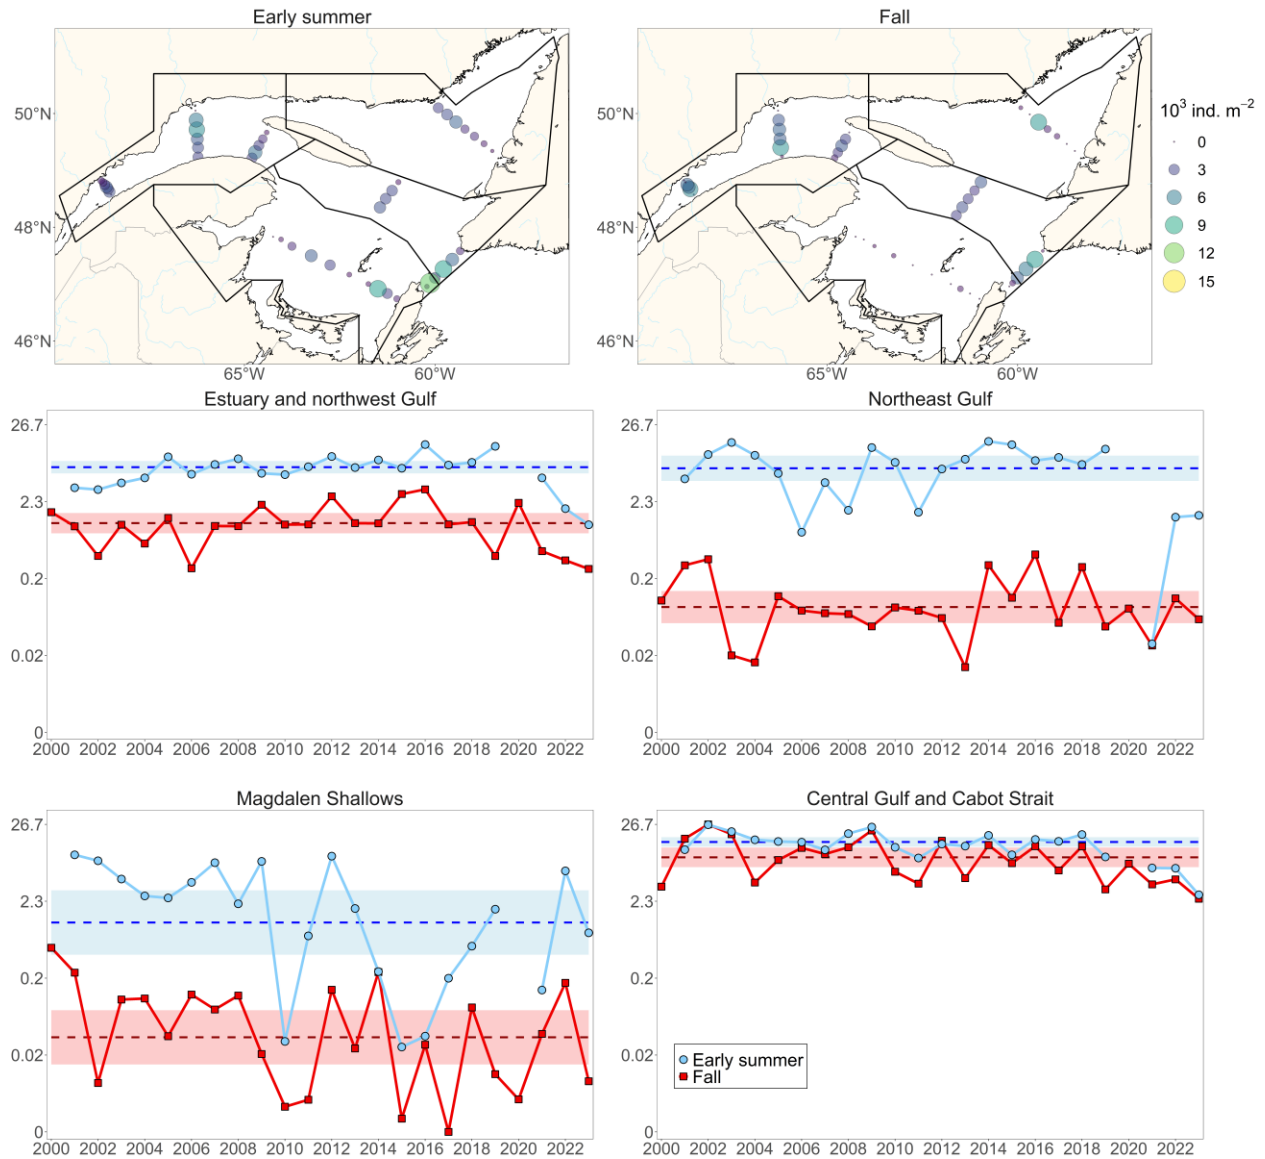 Early summer
Fall
50°N
48°N
46°N
65°W
60°W
50°N
48°N
46°N
65°W
60°W
10³ ind. m⁻²
0
3
6
9
12
15
Estuary and northwest Gulf
26.7
2.3
0.2
0.02
0
2000 2002 2004 2006 2008 2010 2012 2014 2016 2018 2020 2022
Northeast Gulf
26.7
2.3
0.2
0.02
0
2000 2002 2004 2006 2008 2010 2012 2014 2016 2018 2020 2022
Magdalen Shallows
26.7
2.3
0.2
0.02
0
2000 2002 2004 2006 2008 2010 2012 2014 2016 2018 2020 2022
Central Gulf and Cabot Strait
26.7
2.3
0.2
0.02
0
Early summer
Fall
2000 2002 2004 2006 2008 2010 2012 2014 2016 2018 2020 2022